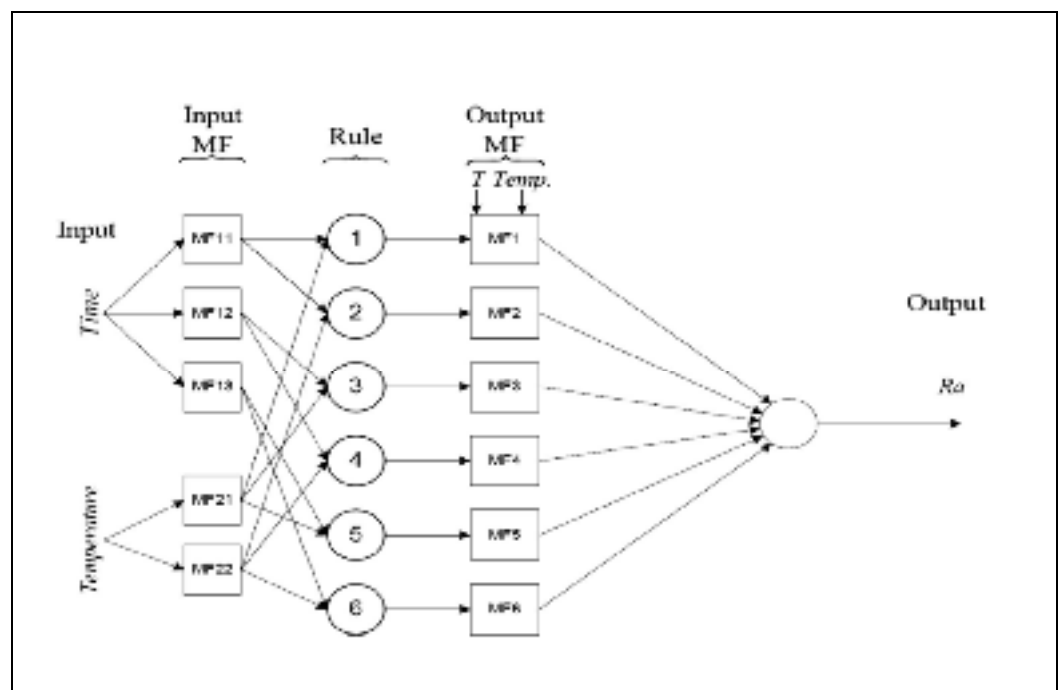 Input
MF
Rule
Output
MF
T Temp.
Input
Time
Temperature
MF11
MF12
MF13
MF21
MF22
1
2
3
4
5
6
MF1
MF2
MF3
MF4
MF5
MF6
Output
Ra